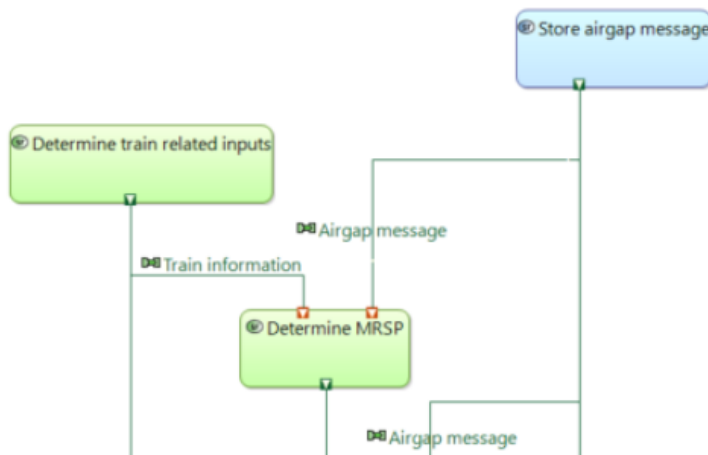 Store airgap message
Determine train related inputs
Airgap message
Train information
Determine MRSP
Airgap message